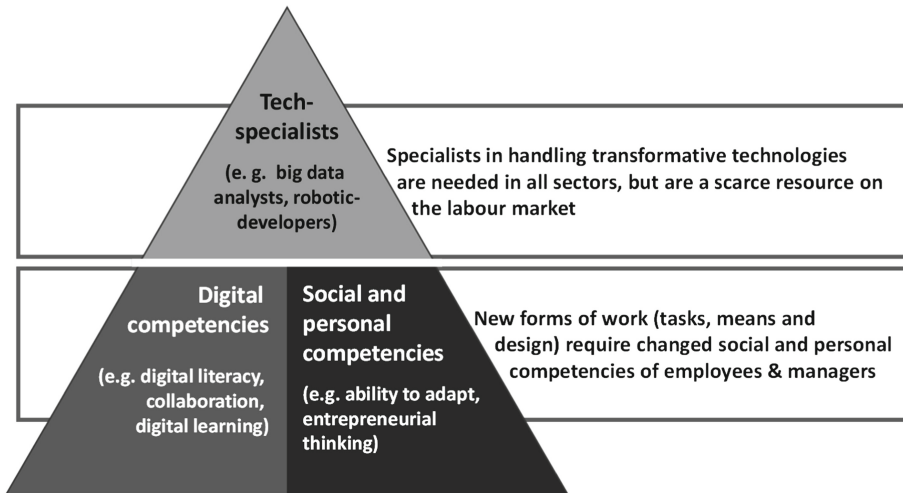 Tech-
specialists
(e. g. big data
analysts, robotic-
developers)
Specialists in handling transformative technologies
are needed in all sectors, but are a scarce resource on
the labour market
Digital
competencies
(e.g. digital literacy,
collaboration,
digital learning)
Social and
personal
competencies
(e.g. ability to adapt,
entrepreneurial
thinking)
New forms of work (tasks, means and
design) require changed social and personal
competencies of employees & managers